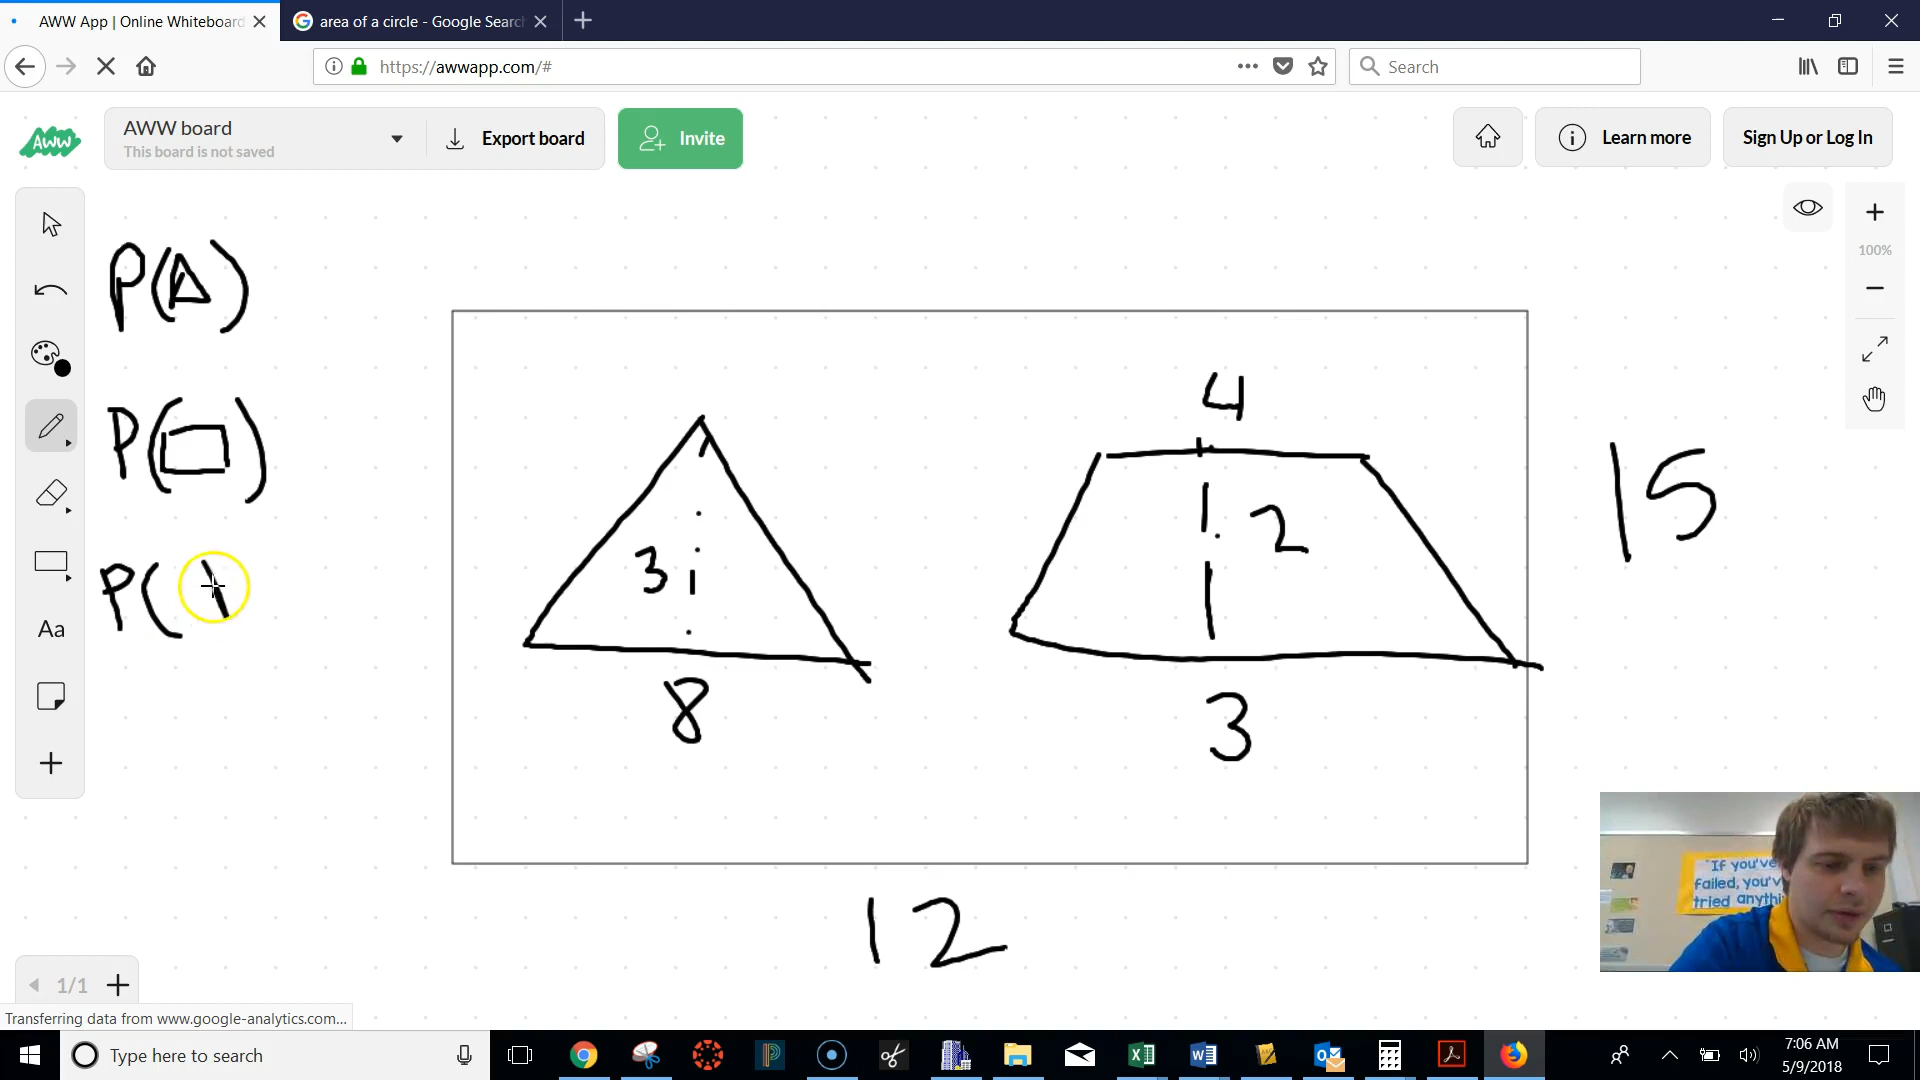 AWW App | Online Whiteboard
area of a circle - Google Search
https://awwapp.com/#
Search
AWW
AWW board
This board is not saved
Export board
Invite
Learn more
Sign Up or Log In
100%
P(△)
P(▭)
P(
4
3
2
15
8
3
12
Aa
"If you've
failed, you've
tried anythi
1/1
Transferring data from www.google-analytics.com...
Type here to search
7:06 AM
5/9/2018